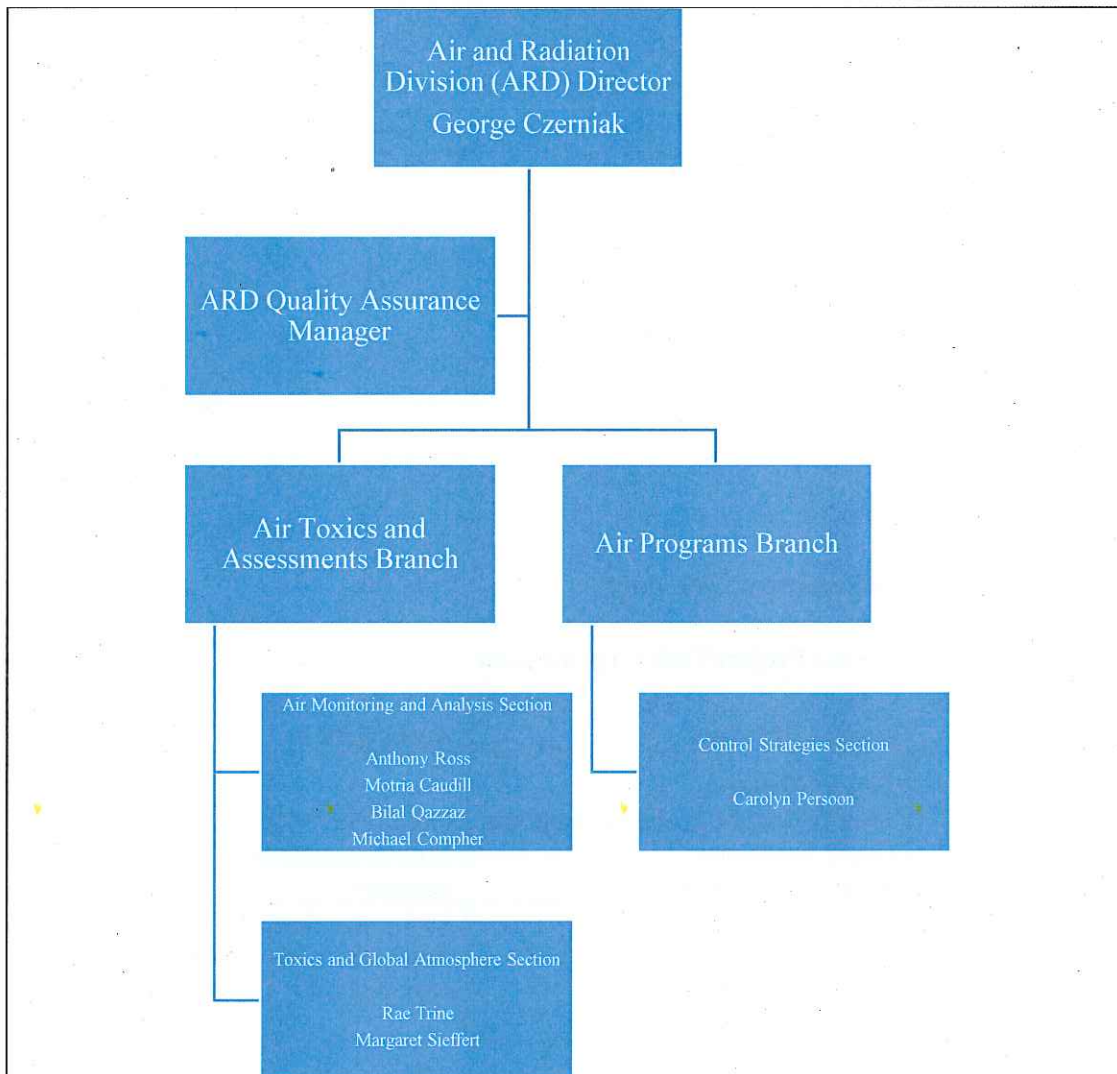 Air and Radiation
Division (ARD) Director
George Czerniak
ARD Quality Assurance
Manager
Air Toxics and
Assessments Branch
Air Programs Branch
Air Monitoring and Analysis Section
Anthony Ross
Motria Caudill
Bilal Qazzaz
Michael Compher
Control Strategies Section
Carolyn Persoon
Toxics and Global Atmosphere Section
Rae Trine
Margaret Sieffert